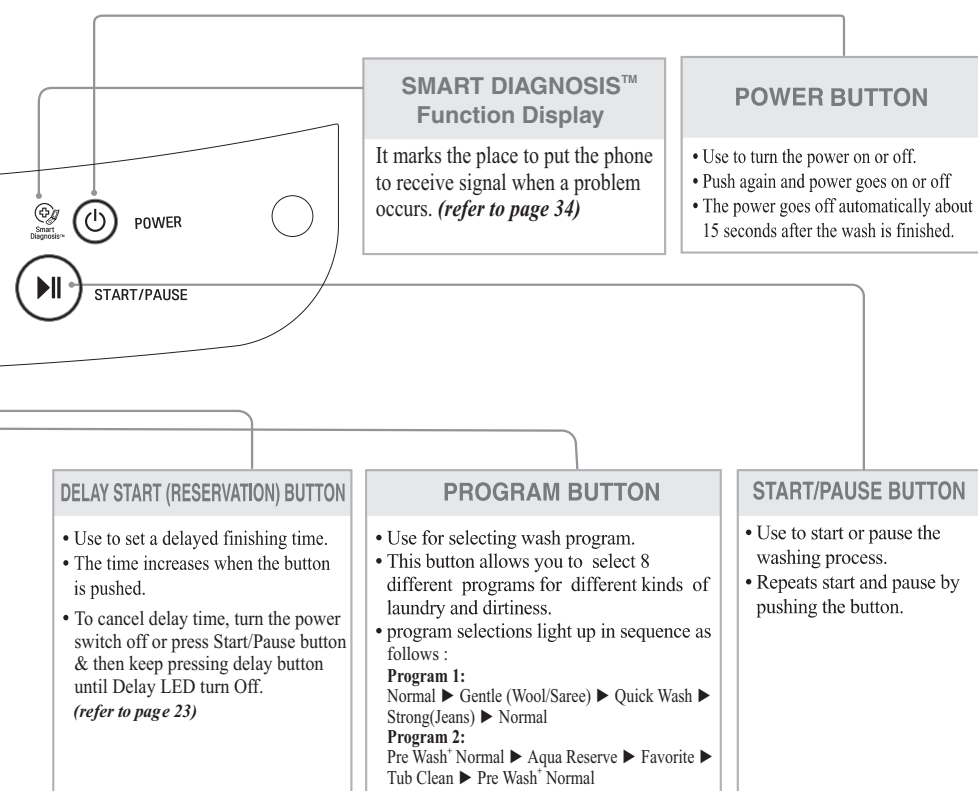 SMART DIAGNOSIS™
Function Display
It marks the place to put the phone
to receive signal when a problem
occurs. (refer to page 34)
POWER BUTTON
• Use to turn the power on or off.
• Push again and power goes on or off
• The power goes off automatically about
15 seconds after the wash is finished.
Smart
Diagnosis™
POWER
START/PAUSE
DELAY START (RESERVATION) BUTTON
• Use to set a delayed finishing time.
• The time increases when the button
is pushed.
• To cancel delay time, turn the power
switch off or press Start/Pause button
& then keep pressing delay button
until Delay LED turn Off.
(refer to page 23)
PROGRAM BUTTON
• Use for selecting wash program.
• This button allows you to select 8
different programs for different kinds of
laundry and dirtiness.
• program selections light up in sequence as
follows :
Program 1:
Normal ▶ Gentle (Wool/Saree) ▶ Quick Wash ▶
Strong(Jeans) ▶ Normal
Program 2:
Pre Wash⁺ Normal ▶ Aqua Reserve ▶ Favorite ▶
Tub Clean ▶ Pre Wash⁺ Normal
START/PAUSE BUTTON
• Use to start or pause the
washing process.
• Repeats start and pause by
pushing the button.